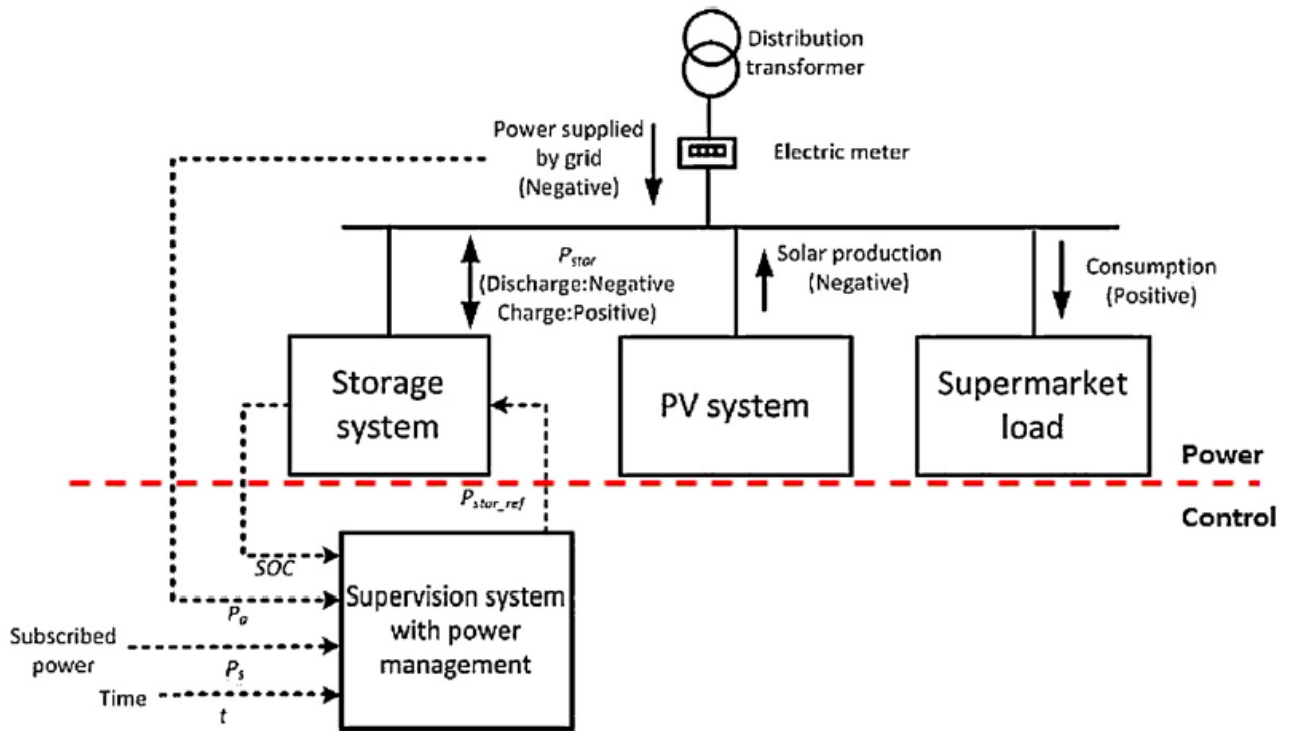 Distribution
transformer
Power supplied
by grid
(Negative)
Electric meter
P_stor
(Discharge:Negative
Charge:Positive)
Solar production
(Negative)
Consumption
(Positive)
Storage
system
PV system
Supermarket
load
Power
P_stor_ref
Control
SOC
Supervision system
with power
management
P_a
Subscribed
power
P_s
Time
t